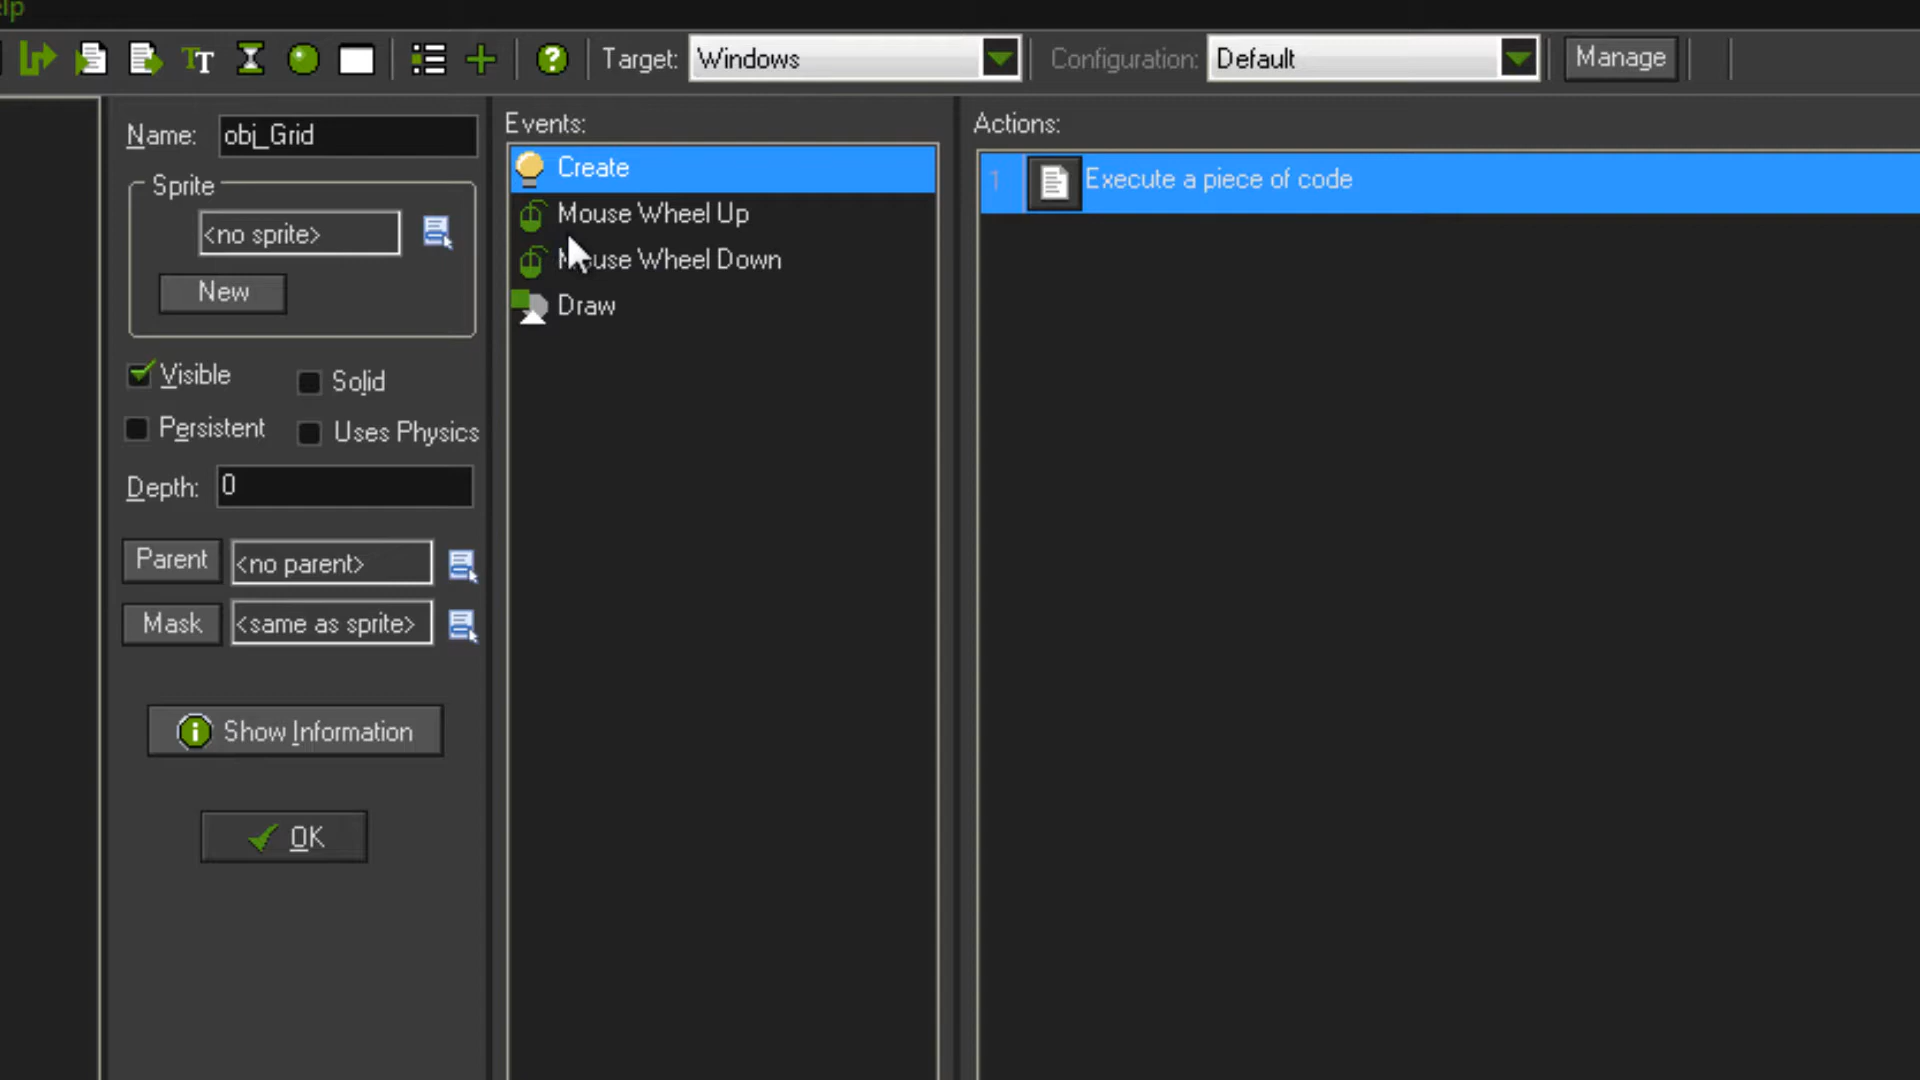 elp
Target: Windows
Configuration: Default
Manage
Name: obj_Grid
Sprite
<no sprite>
New
Visible
Solid
Persistent
Uses Physics
Depth: 0
Parent <no parent>
Mask <same as sprite>
Show Information
OK
Events:
Create
Mouse Wheel Up
Mouse Wheel Down
Draw
Actions:
1 Execute a piece of code